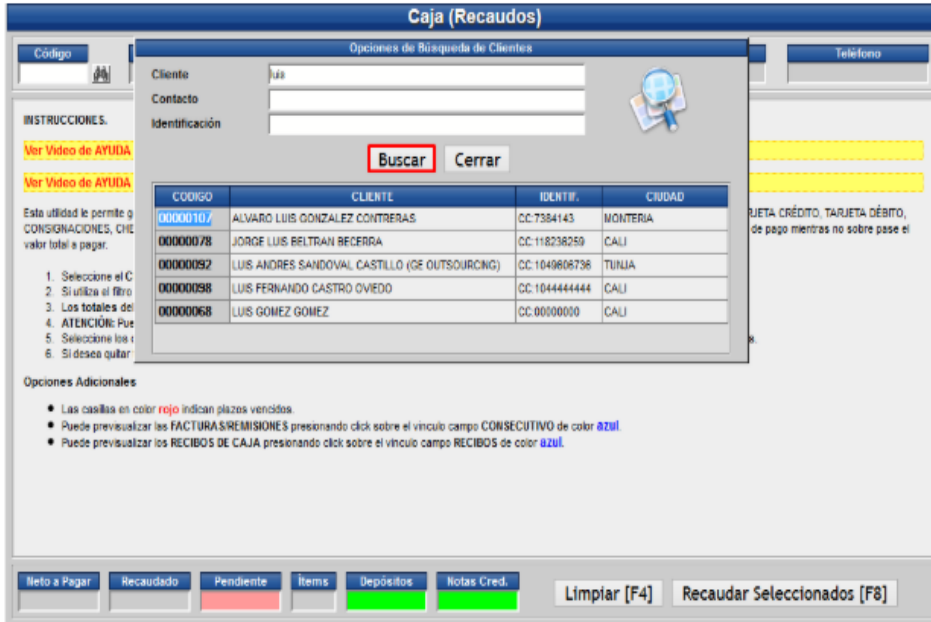 Caja (Recaudos)
Código
Teléfono
Opciones de Búsqueda de Clientes
Cliente luis
Contacto
Identificación
Buscar Cerrar
CODIGO CLIENTE IDENTIF. CIUDAD
00000107 ALVARO LUIS GONZALEZ CONTRERAS CC:7384143 MONTERIA
00000078 JORGE LUIS BELTRAN BECERRA CC:118238259 CALI
00000092 LUIS ANDRES SANDOVAL CASTILLO (GE OUTSOURCING) CC:1049606736 TUNJA
00000098 LUIS FERNANDO CASTRO OVIEDO CC:1044444444 CALI
00000068 LUIS GOMEZ GOMEZ CC:00000000 CALI
INSTRUCCIONES.
Ver Video de AYUDA
Ver Video de AYUDA
Esta utilidad le permite g
CRÉDITO, TARJETA DÉBITO,
CONSIGNACIONES, CHE
de pago mientras no sobre pase el
valor total a pagar.
1. Seleccione el C
2. Si utiliza el filtro
3. Los totales del
4. ATENCIÓN: Pue
5. Seleccione los
6. Si desea quitar
Opciones Adicionales
Las casillas en color rojo indican plazos vencidos.
Puede previsualizar las FACTURAS/REMISIONES presionando click sobre el vinculo campo CONSECUTIVO de color azul.
Puede previsualizar los RECIBOS DE CAJA presionando click sobre el vinculo campo RECIBOS de color azul.
Neto a Pagar Recaudado Pendiente Ítems Depósitos Notas Cred.
Limpiar [F4] Recaudar Seleccionados [F8]